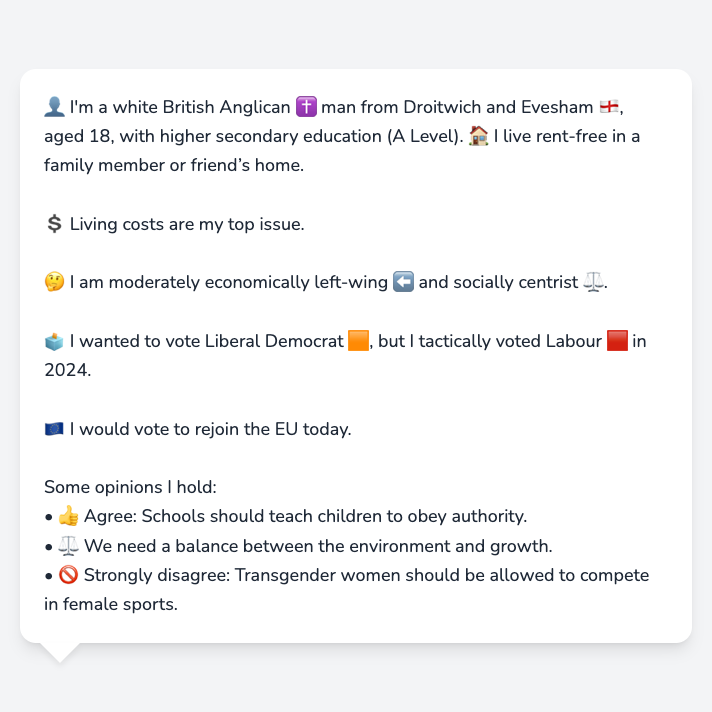 👤 I'm a white British Anglican ✝️ man from Droitwich and Evesham 🏴󠁧󠁢󠁥󠁮󠁧󠁿,
aged 18, with higher secondary education (A Level). 🏠 I live rent-free in a
family member or friend’s home.
💲 Living costs are my top issue.
🤔 I am moderately economically left-wing ⬅️ and socially centrist ⚖️.
🗳️ I wanted to vote Liberal Democrat 🟧, but I tactically voted Labour 🟥 in
2024.
🇪🇺 I would vote to rejoin the EU today.
Some opinions I hold:
• 👍 Agree: Schools should teach children to obey authority.
• ⚖️ We need a balance between the environment and growth.
• 🚫 Strongly disagree: Transgender women should be allowed to compete
in female sports.